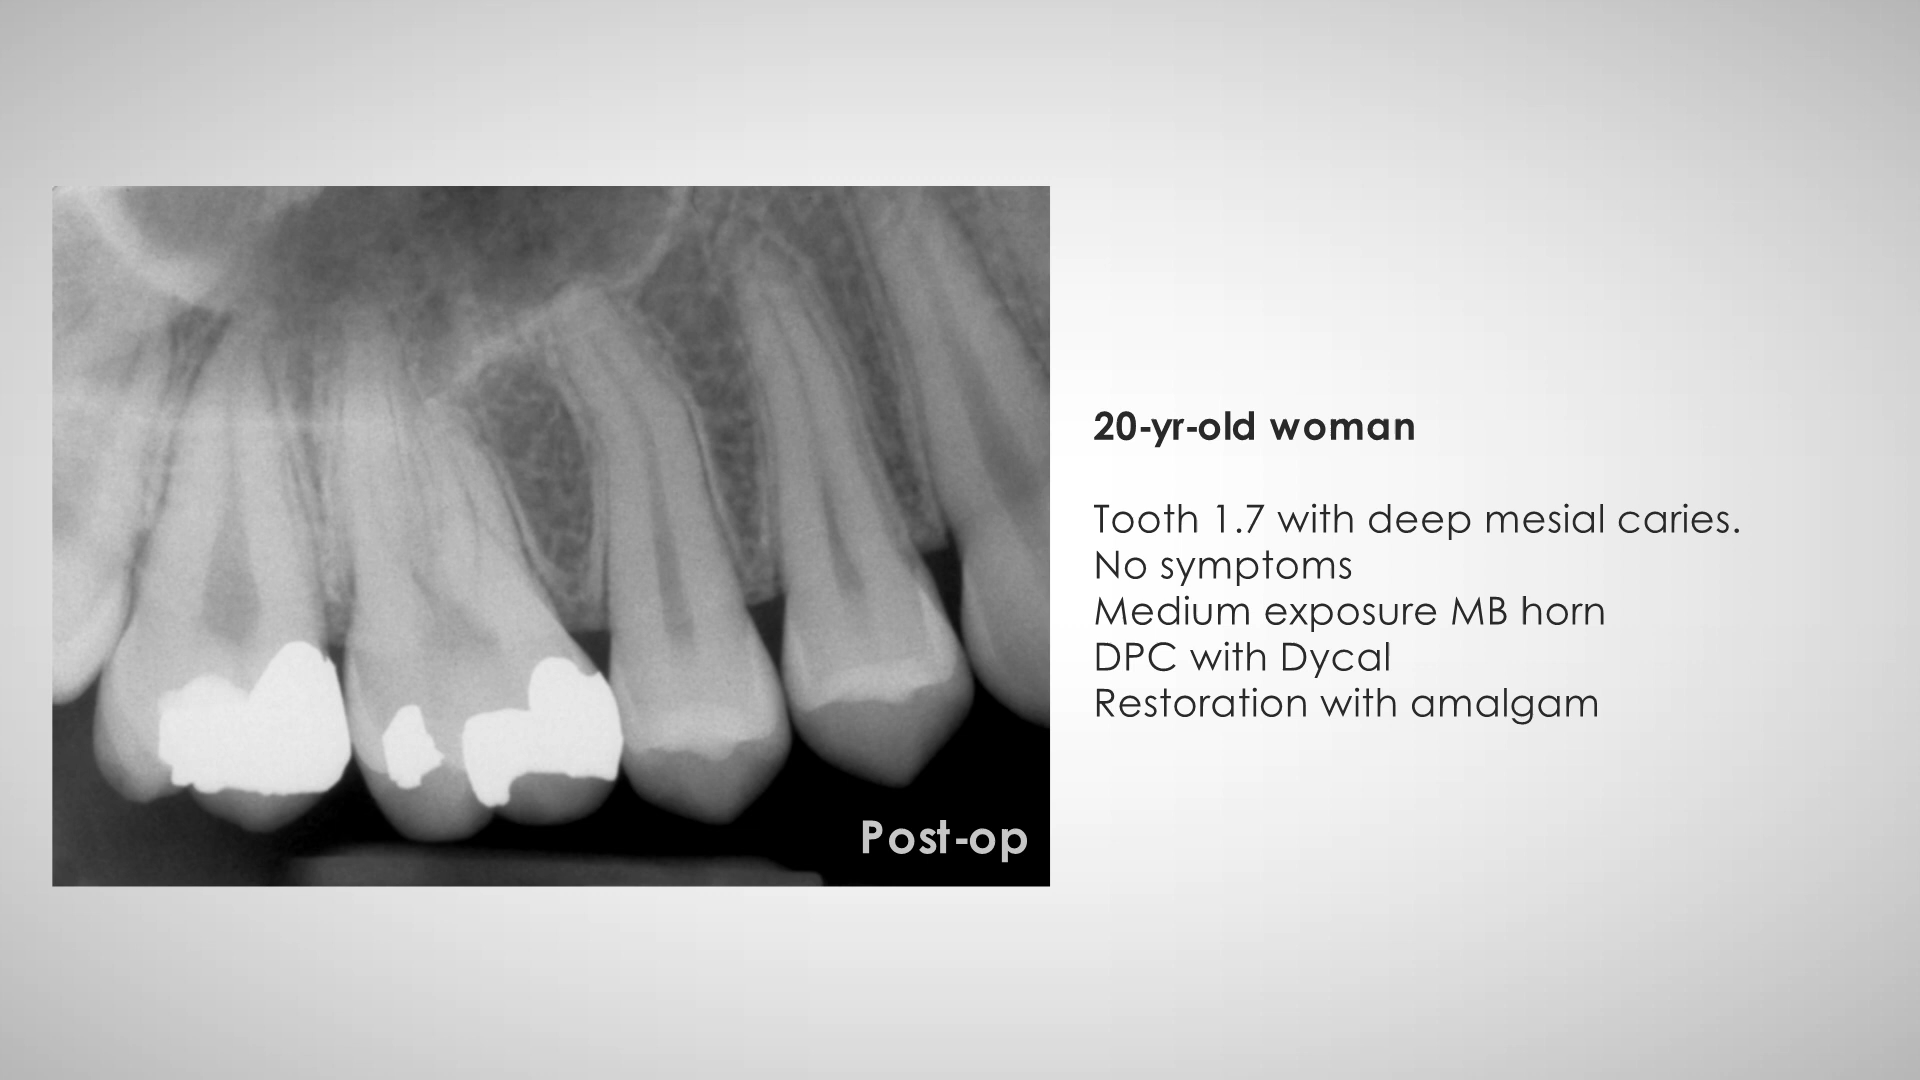 Post-op
20-yr-old woman
Tooth 1.7 with deep mesial caries.
No symptoms
Medium exposure MB horn
DPC with Dycal
Restoration with amalgam